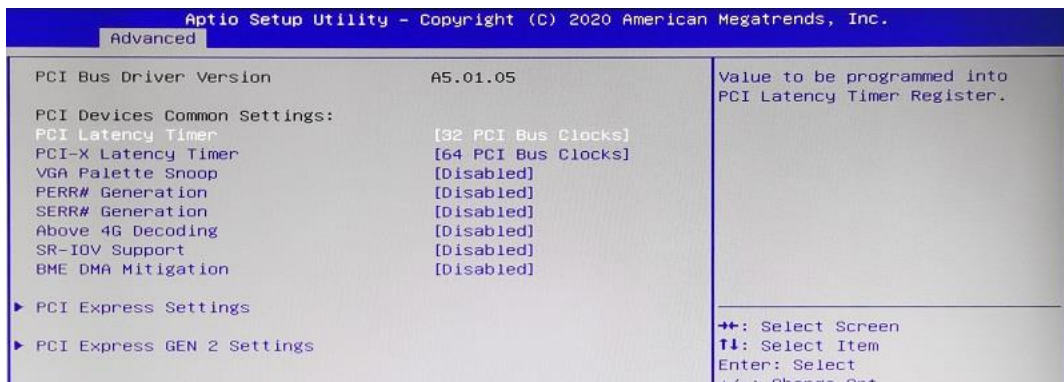 Aptio Setup Utility – Copyright (C) 2020 American Megatrends, Inc.
Advanced
PCI Bus Driver Version A5.01.05
PCI Devices Common Settings:
PCI Latency Timer [32 PCI Bus Clocks]
PCI-X Latency Timer [64 PCI Bus Clocks]
VGA Palette Snoop [Disabled]
PERR# Generation [Disabled]
SERR# Generation [Disabled]
Above 4G Decoding [Disabled]
SR-IOV Support [Disabled]
BME DMA Mitigation [Disabled]
▶ PCI Express Settings
▶ PCI Express GEN 2 Settings
Value to be programmed into
PCI Latency Timer Register.
→←: Select Screen
↑↓: Select Item
Enter: Select
+/-: Change Opt.